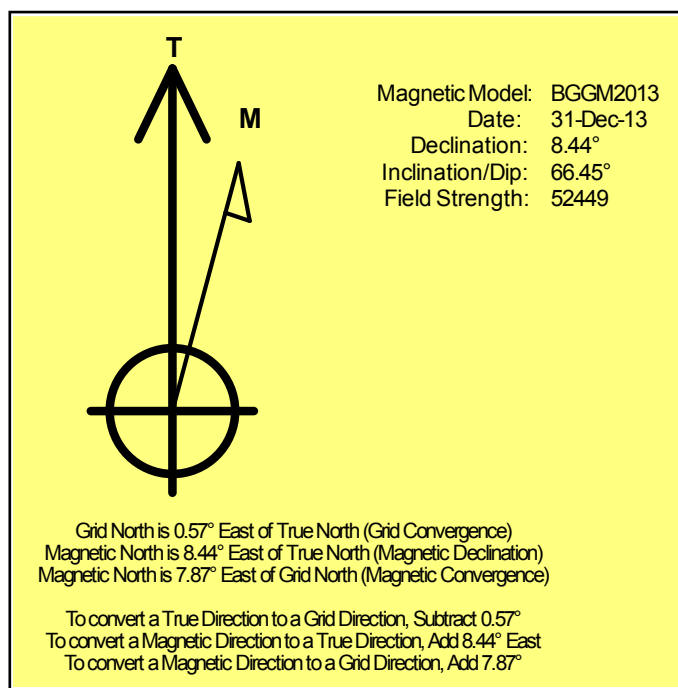 T
M
Magnetic Model: BGGM2013
Date: 31-Dec-13
Declination: 8.44°
Inclination/Dip: 66.45°
Field Strength: 52449
Grid North is 0.57° East of True North (Grid Convergence)
Magnetic North is 8.44° East of True North (Magnetic Declination)
Magnetic North is 7.87° East of Grid North (Magnetic Convergence)
To convert a True Direction to a Grid Direction, Subtract 0.57°
To convert a Magnetic Direction to a True Direction, Add 8.44° East
To convert a Magnetic Direction to a Grid Direction, Add 7.87°